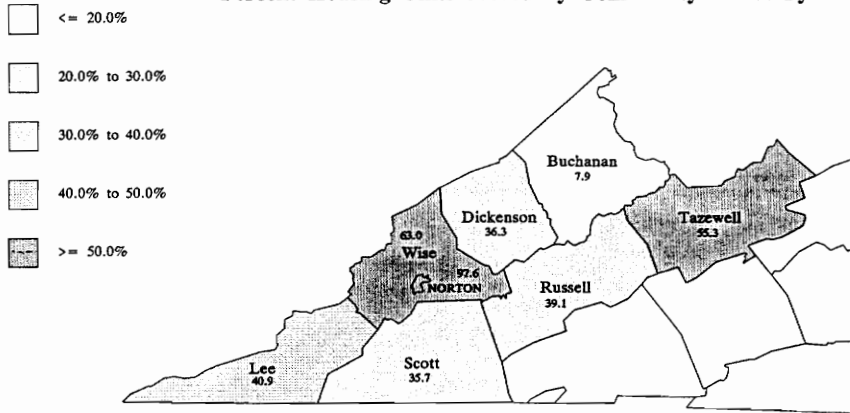 <= 20.0%
20.0% to 30.0%
30.0% to 40.0%
40.0% to 50.0%
>= 50.0%
Buchanan
7.9
Dickenson
36.3
Tazewell
55.3
63.0
Wise
97.6
NORTON
Russell
39.1
Lee
40.9
Scott
35.7